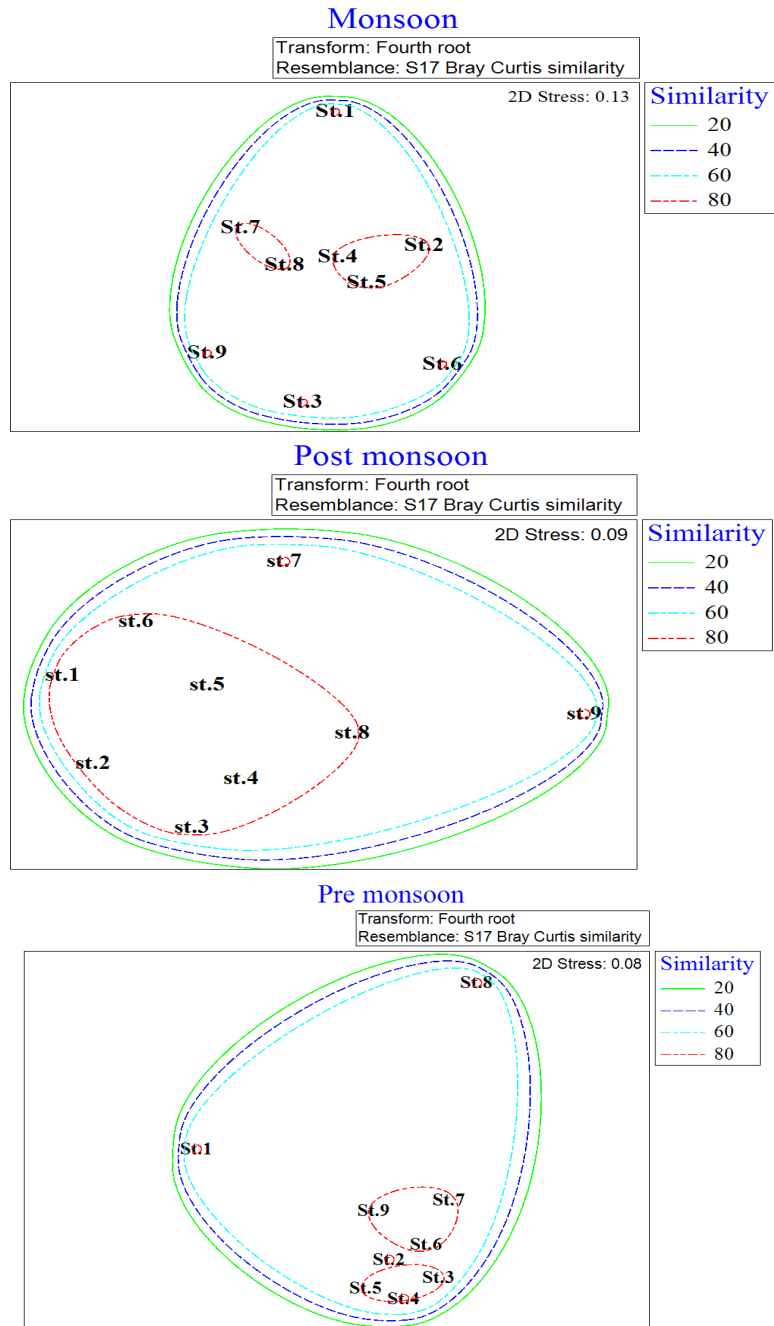 Monsoon
Transform: Fourth root
Resemblance: S17 Bray Curtis similarity
2D Stress: 0.13
Similarity
20
40
60
80
St.1
St.7
St.2
St.4
St.8
St.5
St.9
St.6
St.3
Post monsoon
Transform: Fourth root
Resemblance: S17 Bray Curtis similarity
2D Stress: 0.09
Similarity
20
40
60
80
st.7
st.6
st.1
st.5
st.9
st.8
st.2
st.4
st.3
Pre monsoon
Transform: Fourth root
Resemblance: S17 Bray Curtis similarity
2D Stress: 0.08
Similarity
20
40
60
80
St.8
St.1
St.7
St.9
St.6
St.2
St.3
St.5
St.4